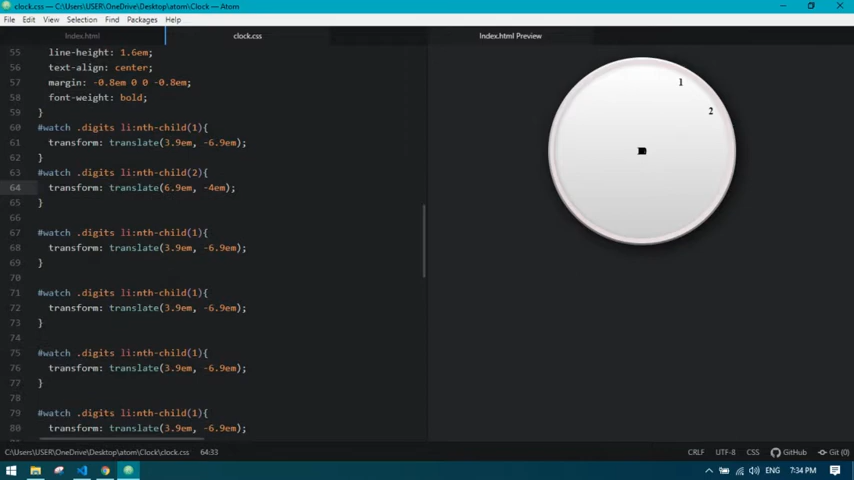 clock.css — C:\Users\USER\OneDrive\Desktop\atom\Clock — Atom
File Edit View Selection Find Packages Help
Index.html clock.css Index.html Preview
55 line-height: 1.6em;
56 text-align: center;
57 margin: -0.8em 0 0 -0.8em;
58 font-weight: bold;
59 }
60 #watch .digits li:nth-child(1){
61 transform: translate(3.9em, -6.9em);
62 }
63 #watch .digits li:nth-child(2){
64 transform: translate(6.9em, -4em);
65 }
66
67 #watch .digits li:nth-child(1){
68 transform: translate(3.9em, -6.9em);
69 }
70
71 #watch .digits li:nth-child(1){
72 transform: translate(3.9em, -6.9em);
73 }
74
75 #watch .digits li:nth-child(1){
76 transform: translate(3.9em, -6.9em);
77 }
78
79 #watch .digits li:nth-child(1){
80 transform: translate(3.9em, -6.9em);
1
2
C:\Users\USER\OneDrive\Desktop\atom\Clock\clock.css 64:33 CRLF UTF-8 CSS GitHub Git (0)
ENG 7:34 PM